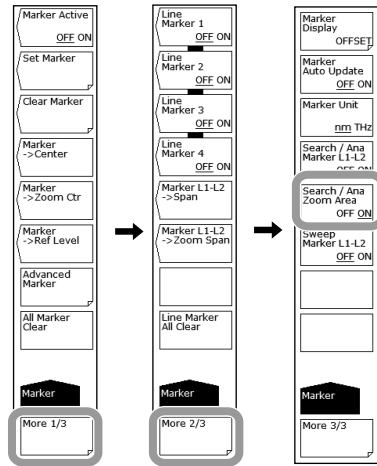 Marker Active
OFF ON
Set Marker
Clear Marker
Marker
->Center
Marker
->Zoom Ctr
Marker
->Ref Level
Advanced
Marker
All Marker
Clear
Marker
More 1/3
Line
Marker 1
OFF ON
Line
Marker 2
OFF ON
Line
Marker 3
OFF ON
Line
Marker 4
OFF ON
Marker L1-L2
->Span
Marker L1-L2
->Zoom Span
Line Marker
All Clear
Marker
More 2/3
Marker
Display
OFFSET
Marker
Auto Update
OFF ON
Marker Unit
nm THz
Search / Ana
Marker L1-L2
OFF ON
Search / Ana
Zoom Area
OFF ON
Sweep
Marker L1-L2
OFF ON
Marker
More 3/3